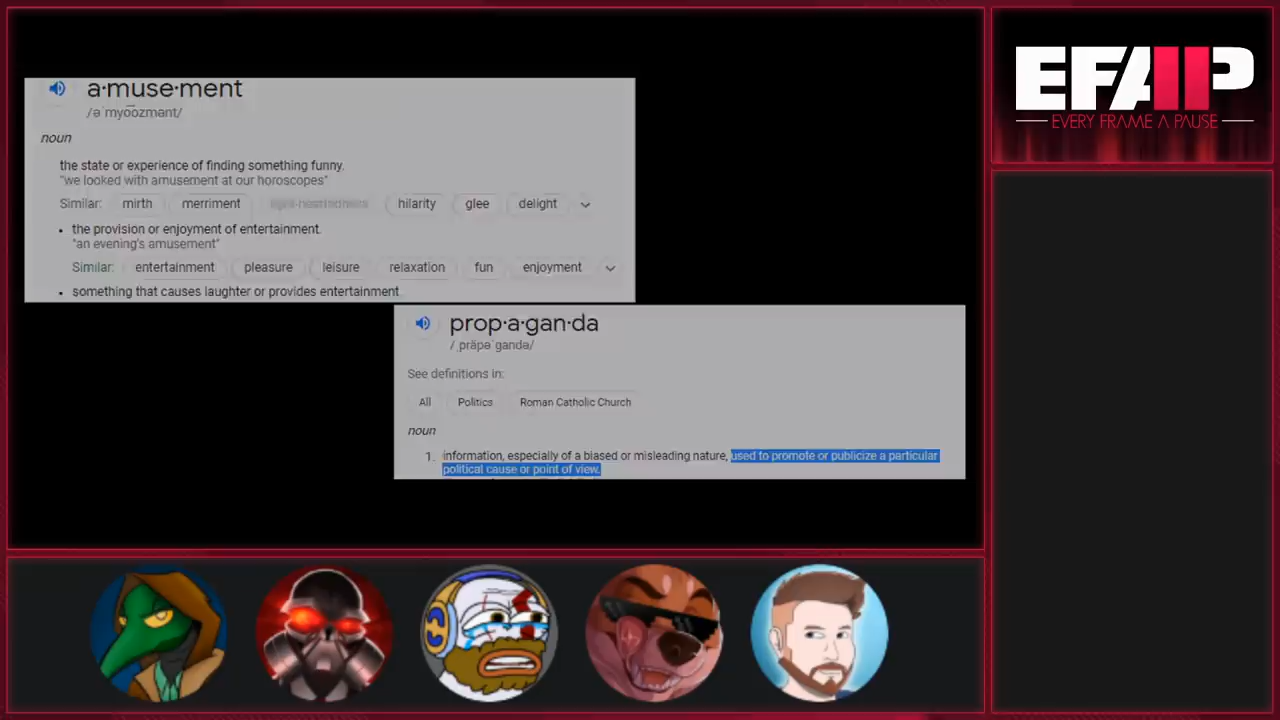 a·muse·ment
/əˈmyo͞ozmənt/
noun
the state or experience of finding something funny.
"we looked with amusement at our horoscopes"
Similar: mirth merriment light-heartedness hilarity glee delight
• the provision or enjoyment of entertainment.
"an evening's amusement"
Similar: entertainment pleasure leisure relaxation fun enjoyment
• something that causes laughter or provides entertainment.
prop·a·gan·da
/ˌpräpəˈɡandə/
See definitions in:
All Politics Roman Catholic Church
noun
1. information, especially of a biased or misleading nature, used to promote or publicize a particular
political cause or point of view.
EFAP
EVERY FRAME A PAUSE